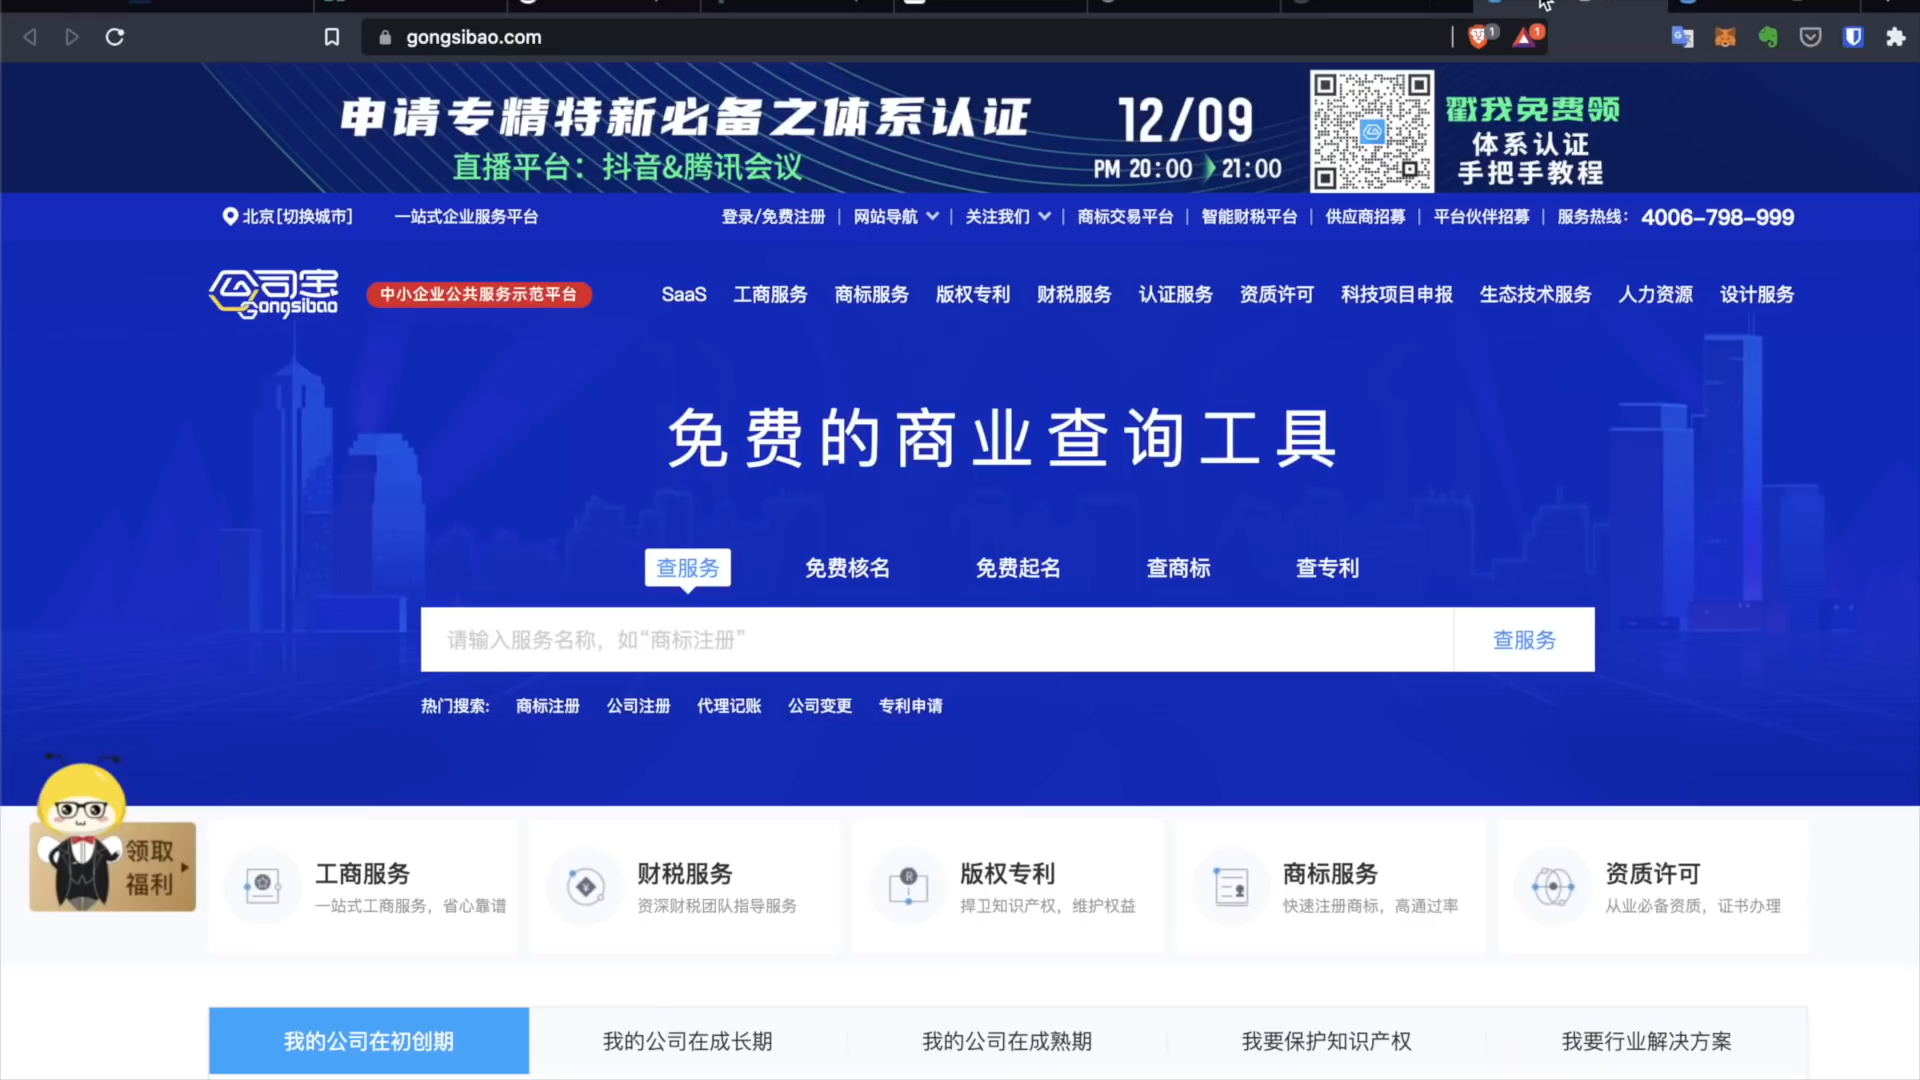 gongsibao.com
1
1
申请专精特新必备之体系认证
直播平台：抖音&腾讯会议
12/09
PM 20:00 21:00
戳我免费领
体系认证
手把手教程
北京[切换城市] 一站式企业服务平台 登录/免费注册 | 网站导航 | 关注我们 | 商标交易平台 | 智能财税平台 | 供应商招募 | 平台伙伴招募 | 服务热线：4006-798-999
公司宝
Gongsibao
中小企业公共服务示范平台
SaaS 工商服务 商标服务 版权专利 财税服务 认证服务 资质许可 科技项目申报 生态技术服务 人力资源 设计服务
免费的商业查询工具
查服务 免费核名 免费起名 查商标 查专利
请输入服务名称，如“商标注册” 查服务
热门搜索: 商标注册 公司注册 代理记账 公司变更 专利申请
领取
福利
工商服务
一站式工商服务，省心靠谱
财税服务
资深财税团队指导服务
版权专利
捍卫知识产权，维护权益
商标服务
快速注册商标，高通过率
资质许可
从业必备资质，证书办理
我的公司在初创期 我的公司在成长期 我的公司在成熟期 我要保护知识产权 我要行业解决方案